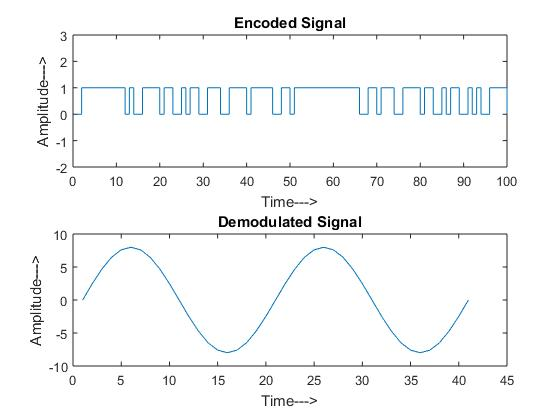 Encoded Signal
3
2
1
0
-1
-2
Amplitude--->
0 10 20 30 40 50 60 70 80 90 100
Time--->
Demodulated Signal
10
5
0
-5
-10
Amplitude--->
0 5 10 15 20 25 30 35 40 45
Time--->